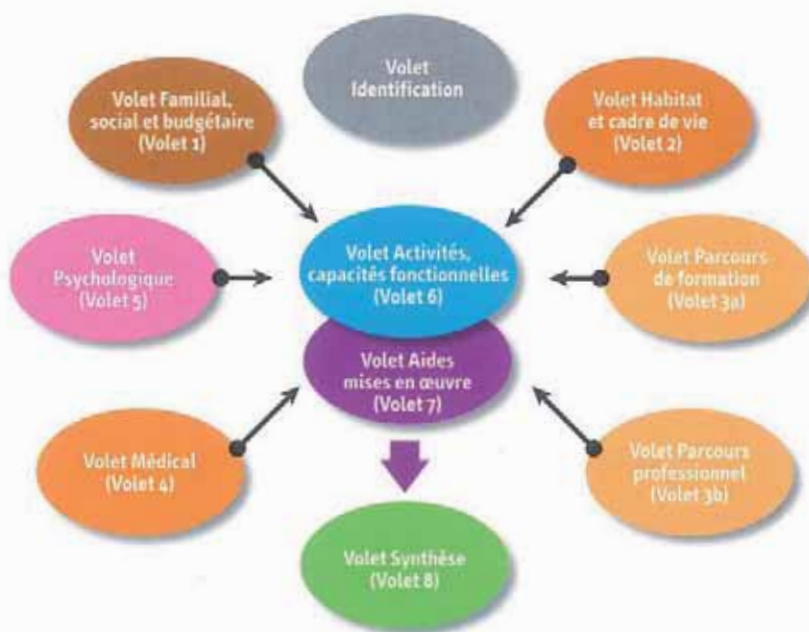 Volet
Identification
Volet Familial,
social et budgétaire
(Volet 1)
Volet Habitat
et cadre de vie
(Volet 2)
Volet
Psychologique
(Volet 5)
Volet Activités,
capacités fonctionnelles
(Volet 6)
Volet Parcours
de formation
(Volet 3a)
Volet Aides
mises en œuvre
(Volet 7)
Volet Médical
(Volet 4)
Volet Parcours
professionnel
(Volet 3b)
Volet Synthèse
(Volet 8)